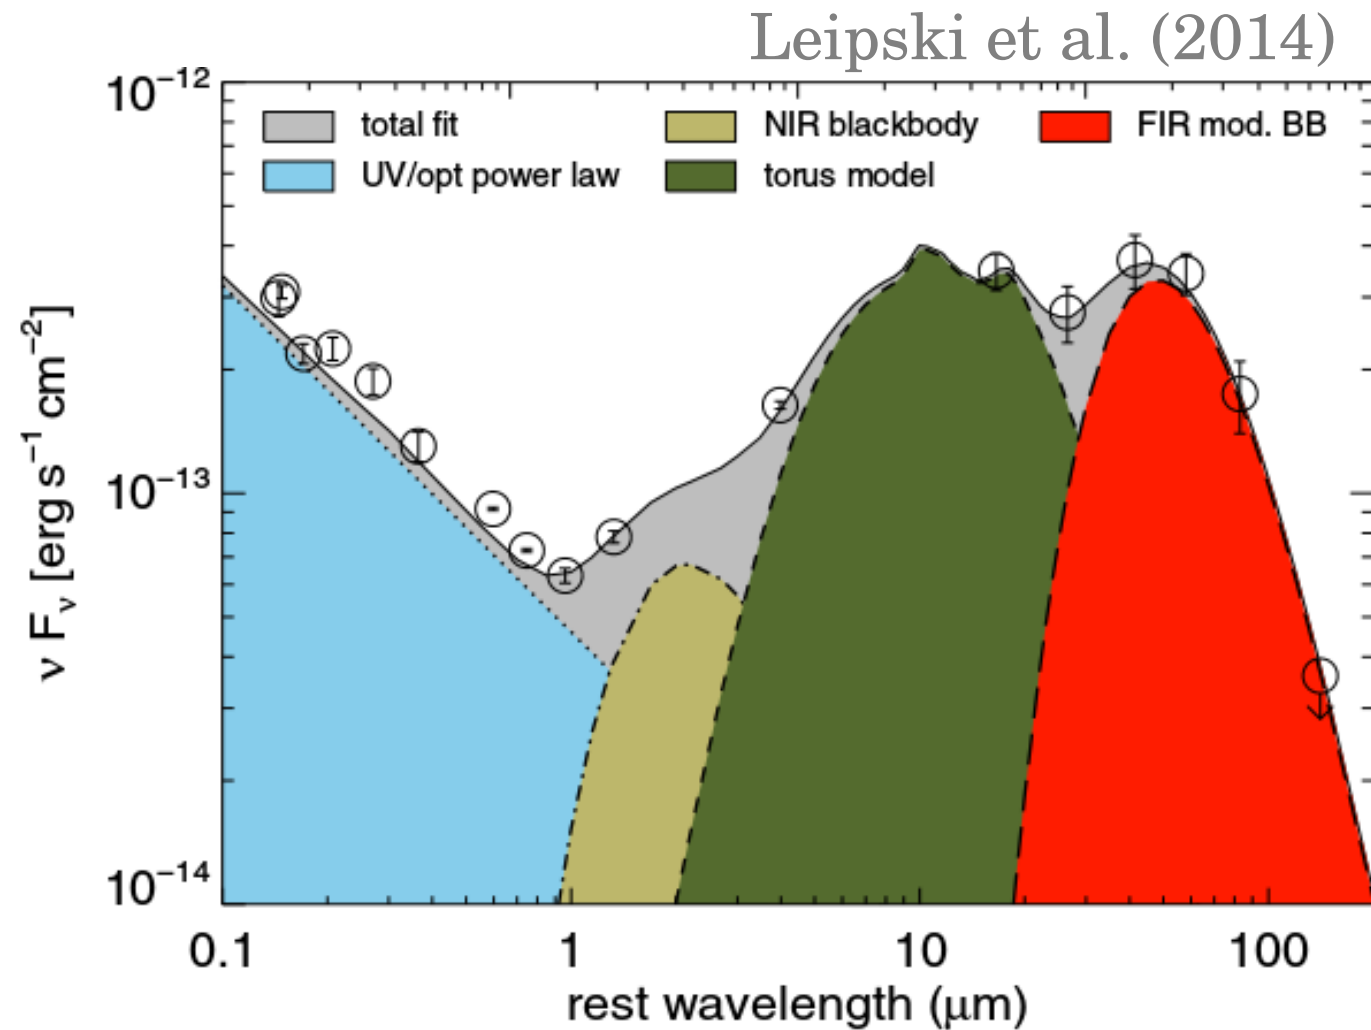 Leipski et al. (2014)
10⁻¹²
total fit NIR blackbody FIR mod. BB
UV/opt power law torus model
10⁻¹³
ν Fᵥ [erg s⁻¹ cm⁻²]
10⁻¹⁴
0.1 1 10 100
rest wavelength (μm)